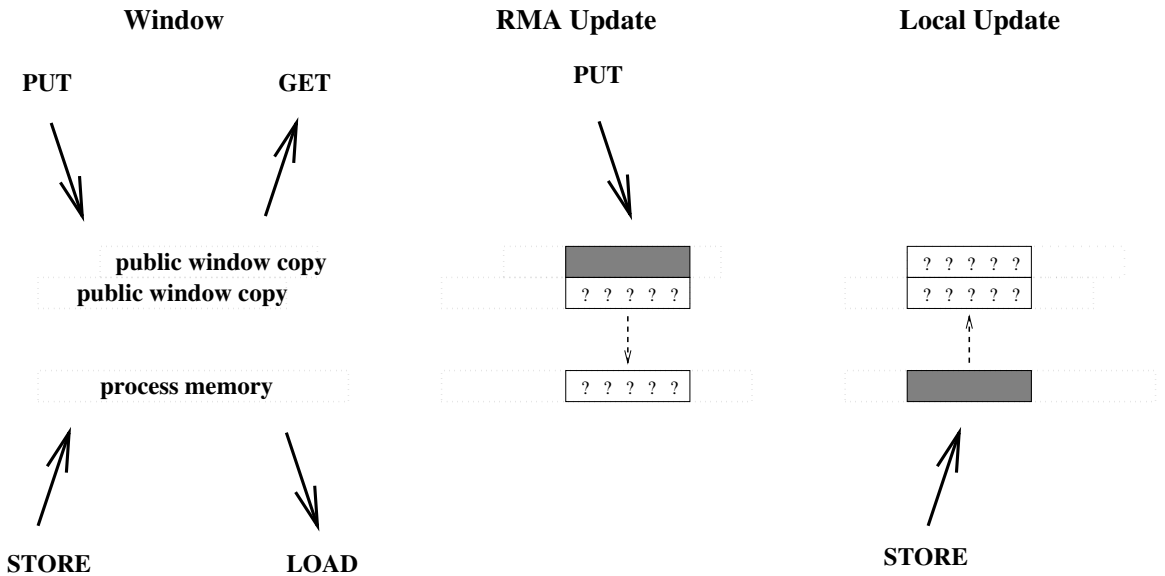 Window
RMA Update
Local Update
PUT
GET
PUT
public window copy
public window copy
? ? ? ? ?
? ? ? ? ?
? ? ? ? ?
process memory
? ? ? ? ?
STORE
LOAD
STORE